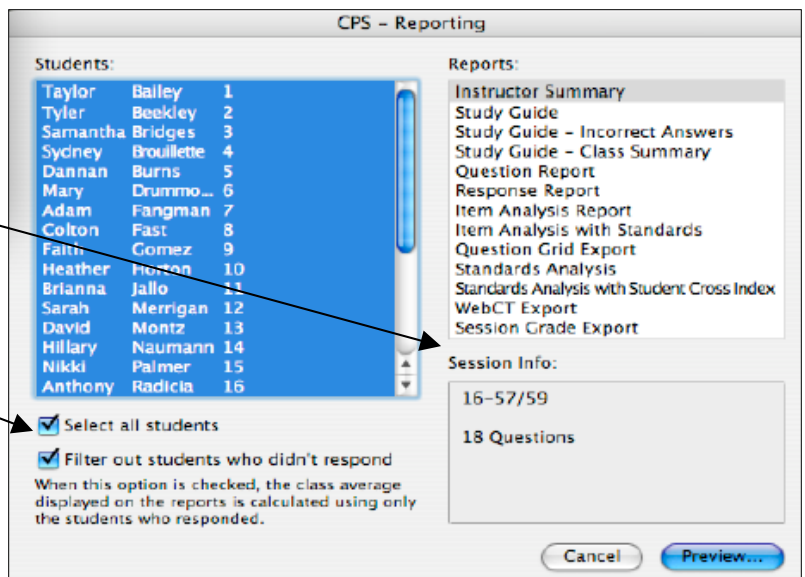 CPS - Reporting
Students:
Taylor Bailey 1
Tyler Beekley 2
Samantha Bridges 3
Sydney Brouillette 4
Dannan Burns 5
Mary Drummo... 6
Adam Fangman 7
Colton Fast 8
Faith Gomez 9
Heather Horton 10
Brianna Jallo 11
Sarah Merrigan 12
David Montz 13
Hillary Naumann 14
Nikki Palmer 15
Anthony Radicia 16
Select all students
Filter out students who didn't respond
When this option is checked, the class average
displayed on the reports is calculated using only
the students who responded.
Reports:
Instructor Summary
Study Guide
Study Guide - Incorrect Answers
Study Guide - Class Summary
Question Report
Response Report
Item Analysis Report
Item Analysis with Standards
Question Grid Export
Standards Analysis
Standards Analysis with Student Cross Index
WebCT Export
Session Grade Export
Session Info:
16-57/59
18 Questions
Cancel
Preview...